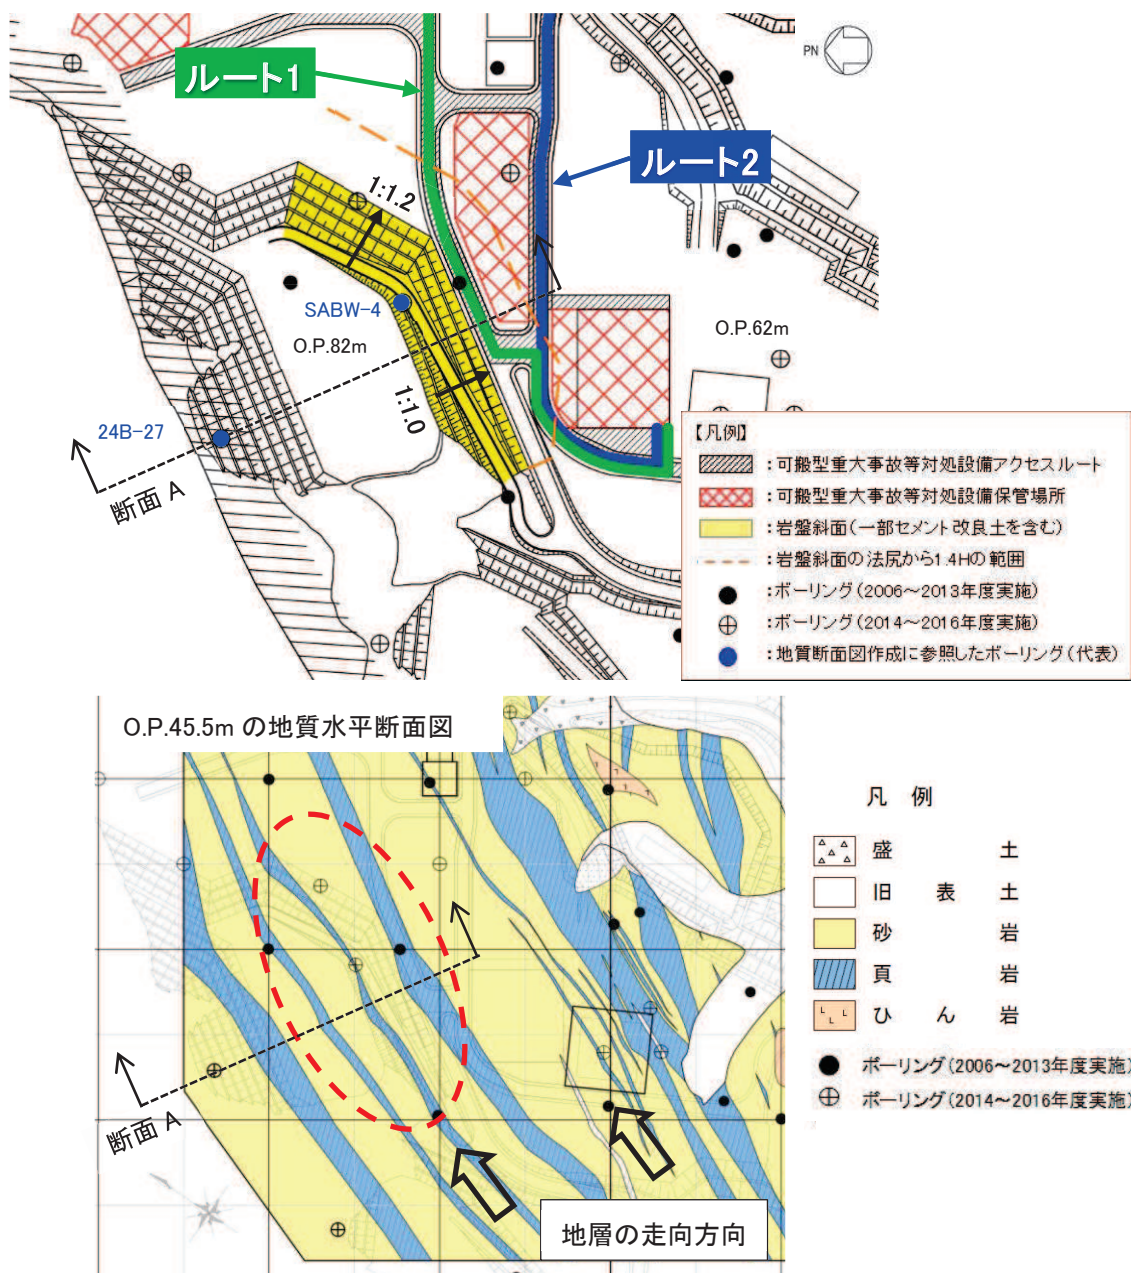 ルート1
PN
ルート2
1:1.2
SABW-4
O.P.82m
O.P.62m
1:1.0
24B-27
断面 A
【凡例】
:可搬型重大事故等対処設備アクセスルート
:可搬型重大事故等対処設備保管場所
:岩盤斜面(一部セメント改良土を含む)
:岩盤斜面の法尻から1.4Hの範囲
:ボーリング(2006～2013年度実施)
:ボーリング(2014～2016年度実施)
:地質断面図作成に参照したボーリング(代表)
O.P.45.5m の地質水平断面図
凡 例
盛 土
旧 表 土
砂 岩
頁 岩
ひ ん 岩
ボーリング(2006～2013年度実施)
ボーリング(2014～2016年度実施)
断面 A
地層の走向方向